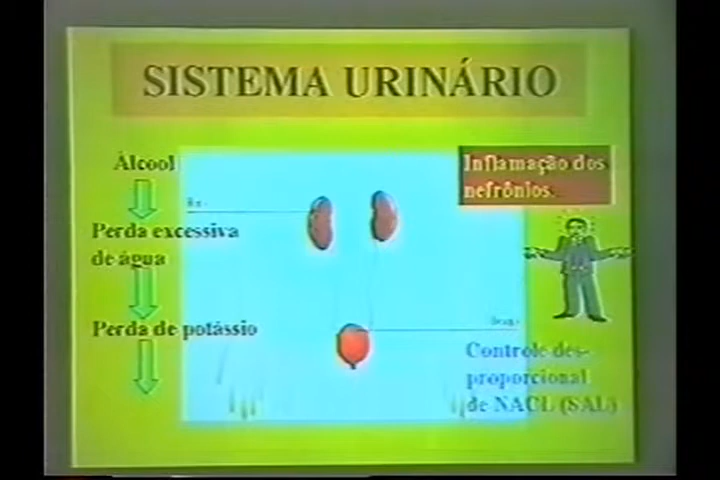 SISTEMA URINÁRIO
Álcool
Perda excessiva
de água
Perda de potássio
Inflamação dos
nefrônios.
Controle des-
proporcional
de NACL (SAL)